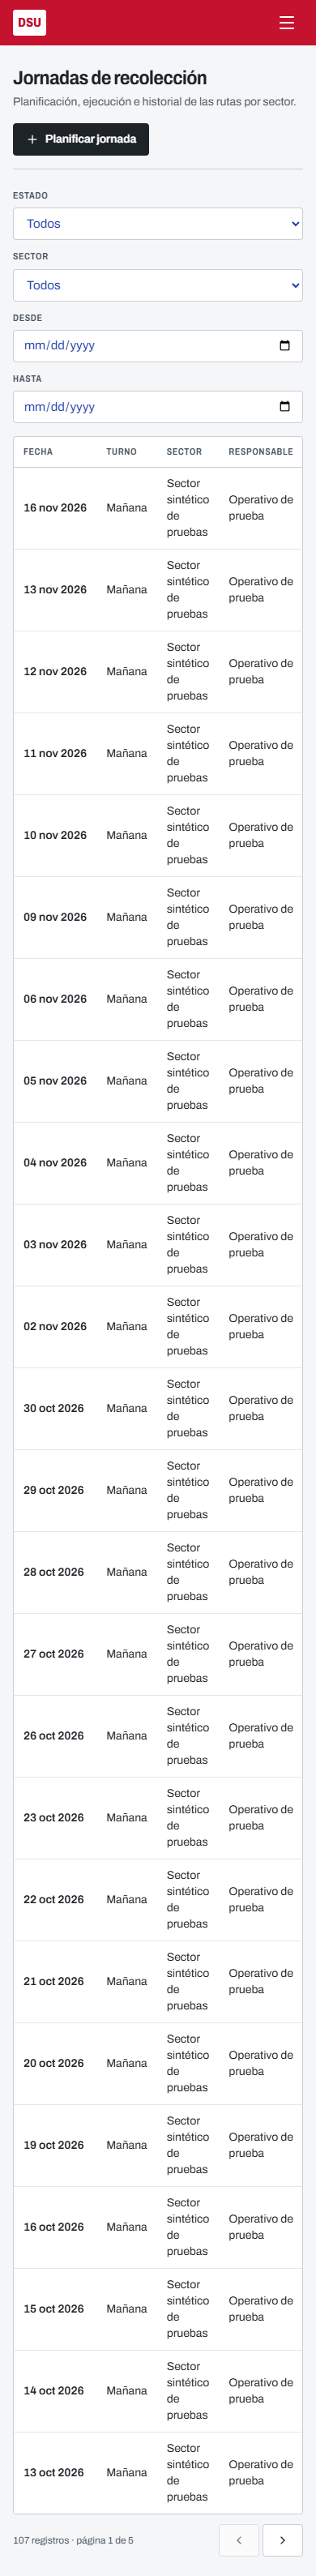 DSU
Jornadas de recolección
Planificación, ejecución e historial de las rutas por sector.
+ Planificar jornada
ESTADO
Todos
SECTOR
Todos
DESDE
mm/dd/yyyy
HASTA
mm/dd/yyyy
FECHA TURNO SECTOR RESPONSABLE
16 nov 2026 Mañana Sector sintético de pruebas Operativo de prueba
13 nov 2026 Mañana Sector sintético de pruebas Operativo de prueba
12 nov 2026 Mañana Sector sintético de pruebas Operativo de prueba
11 nov 2026 Mañana Sector sintético de pruebas Operativo de prueba
10 nov 2026 Mañana Sector sintético de pruebas Operativo de prueba
09 nov 2026 Mañana Sector sintético de pruebas Operativo de prueba
06 nov 2026 Mañana Sector sintético de pruebas Operativo de prueba
05 nov 2026 Mañana Sector sintético de pruebas Operativo de prueba
04 nov 2026 Mañana Sector sintético de pruebas Operativo de prueba
03 nov 2026 Mañana Sector sintético de pruebas Operativo de prueba
02 nov 2026 Mañana Sector sintético de pruebas Operativo de prueba
30 oct 2026 Mañana Sector sintético de pruebas Operativo de prueba
29 oct 2026 Mañana Sector sintético de pruebas Operativo de prueba
28 oct 2026 Mañana Sector sintético de pruebas Operativo de prueba
27 oct 2026 Mañana Sector sintético de pruebas Operativo de prueba
26 oct 2026 Mañana Sector sintético de pruebas Operativo de prueba
23 oct 2026 Mañana Sector sintético de pruebas Operativo de prueba
22 oct 2026 Mañana Sector sintético de pruebas Operativo de prueba
21 oct 2026 Mañana Sector sintético de pruebas Operativo de prueba
20 oct 2026 Mañana Sector sintético de pruebas Operativo de prueba
19 oct 2026 Mañana Sector sintético de pruebas Operativo de prueba
16 oct 2026 Mañana Sector sintético de pruebas Operativo de prueba
15 oct 2026 Mañana Sector sintético de pruebas Operativo de prueba
14 oct 2026 Mañana Sector sintético de pruebas Operativo de prueba
13 oct 2026 Mañana Sector sintético de pruebas Operativo de prueba
107 registros · página 1 de 5